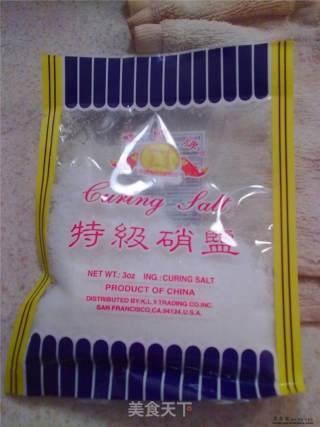 Curing Salt
特級硝鹽
NET WT.: 3oz ING.: CURING SALT
PRODUCT OF CHINA
DISTRIBUTED BY:K.L.Y.TRADING CO.INC.
SAN FRANCISCO,CA.94134,U.S.A.
美食天下